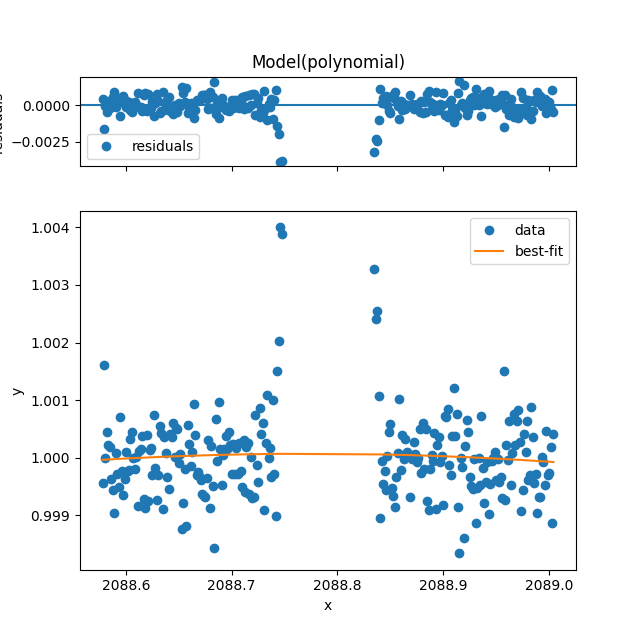 Model(polynomial)
residuals
0.0000
−0.0025
residuals
1.004
1.003
1.002
1.001
1.000
0.999
y
data
best-fit
2088.6
2088.7
2088.8
2088.9
2089.0
x